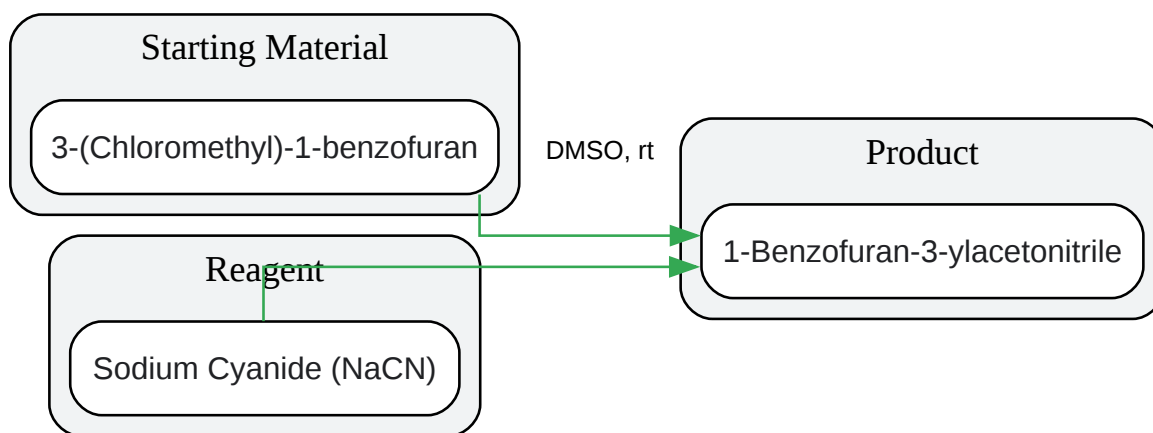 Starting Material
3-(Chloromethyl)-1-benzofuran
DMSO, rt
Product
1-Benzofuran-3-ylacetonitrile
Reagent
Sodium Cyanide (NaCN)